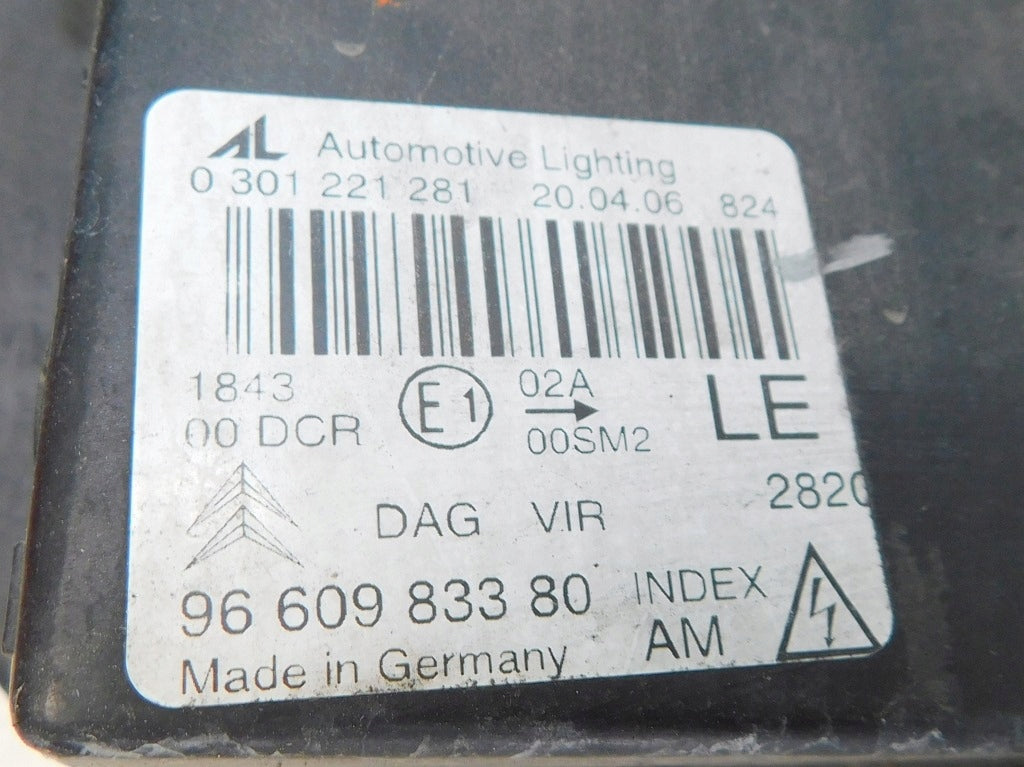 AL Automotive Lighting
0 301 221 281 20.04.06 824
1843 E1 02A LE
00 DCR 00SM2
2820
DAG VIR
96 609 833 80 INDEX
AM
Made in Germany